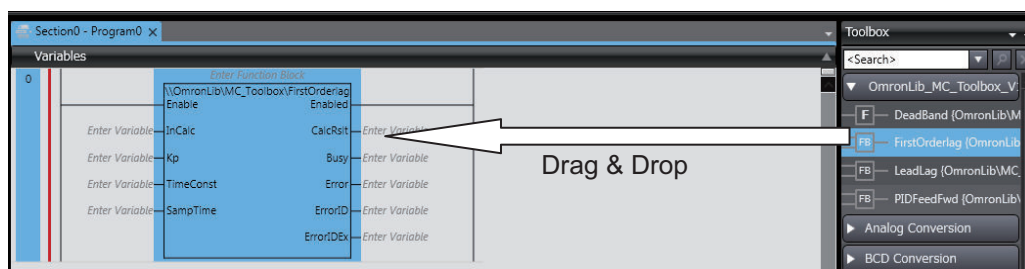 Section0 - Program0 ×
Variables
0
Enter Function Block
\\OmronLib\MC_Toolbox\FirstOrderlag
Enable Enabled
Enter Variable InCalc CalcRslt Enter Variable
Enter Variable Kp Busy Enter Variable
Enter Variable TimeConst Error Enter Variable
Enter Variable SampTime ErrorID Enter Variable
ErrorIDEx Enter Variable
Drag & Drop
Toolbox
<Search>
OmronLib_MC_Toolbox_V
F DeadBand {OmronLib\M
FB FirstOrderlag {OmronLib
FB LeadLag {OmronLib\MC_
FB PIDFeedFwd {OmronLib\
Analog Conversion
BCD Conversion